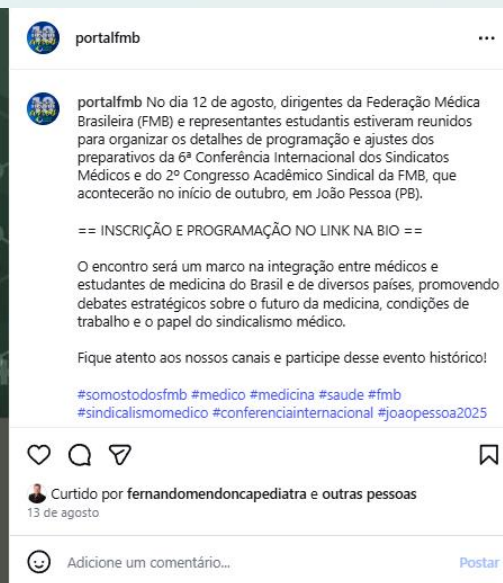 portalfmb
portalfmb No dia 12 de agosto, dirigentes da Federação Médica
Brasileira (FMB) e representantes estudantis estiveram reunidos
para organizar os detalhes de programação e ajustes dos
preparativos da 6ª Conferência Internacional dos Sindicatos
Médicos e do 2º Congresso Acadêmico Sindical da FMB, que
acontecerão no início de outubro, em João Pessoa (PB).
== INSCRIÇÃO E PROGRAMAÇÃO NO LINK NA BIO ==
O encontro será um marco na integração entre médicos e
estudantes de medicina do Brasil e de diversos países, promovendo
debates estratégicos sobre o futuro da medicina, condições de
trabalho e o papel do sindicalismo médico.
Fique atento aos nossos canais e participe desse evento histórico!
#somostodosfmb #medico #medicina #saude #fmb
#sindicalismomedico #conferenciainternacional #joaopessoa2025
Curtido por fernandomendoncapediatra e outras pessoas
13 de agosto
Adicione um comentário... Postar